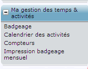 Ma gestion des temps &
activités
Badgeage
Calendrier des activités
Compteurs
Impression badgeage
mensuel